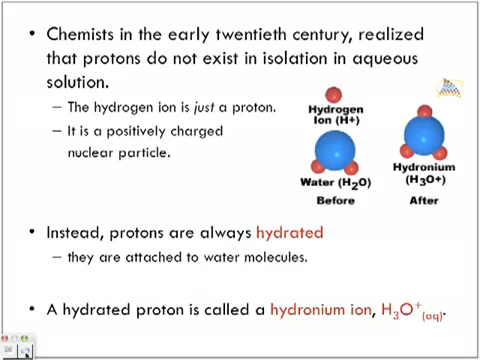 • Chemists in the early twentieth century, realized
that protons do not exist in isolation in aqueous
solution.
– The hydrogen ion is just a proton.
– It is a positively charged
nuclear particle.
Hydrogen
Ion (H+)
Water (H₂O)
Before
Hydronium
(H₃O+)
After
• Instead, protons are always hydrated
– they are attached to water molecules.
• A hydrated proton is called a hydronium ion, H₃O⁺(aq).